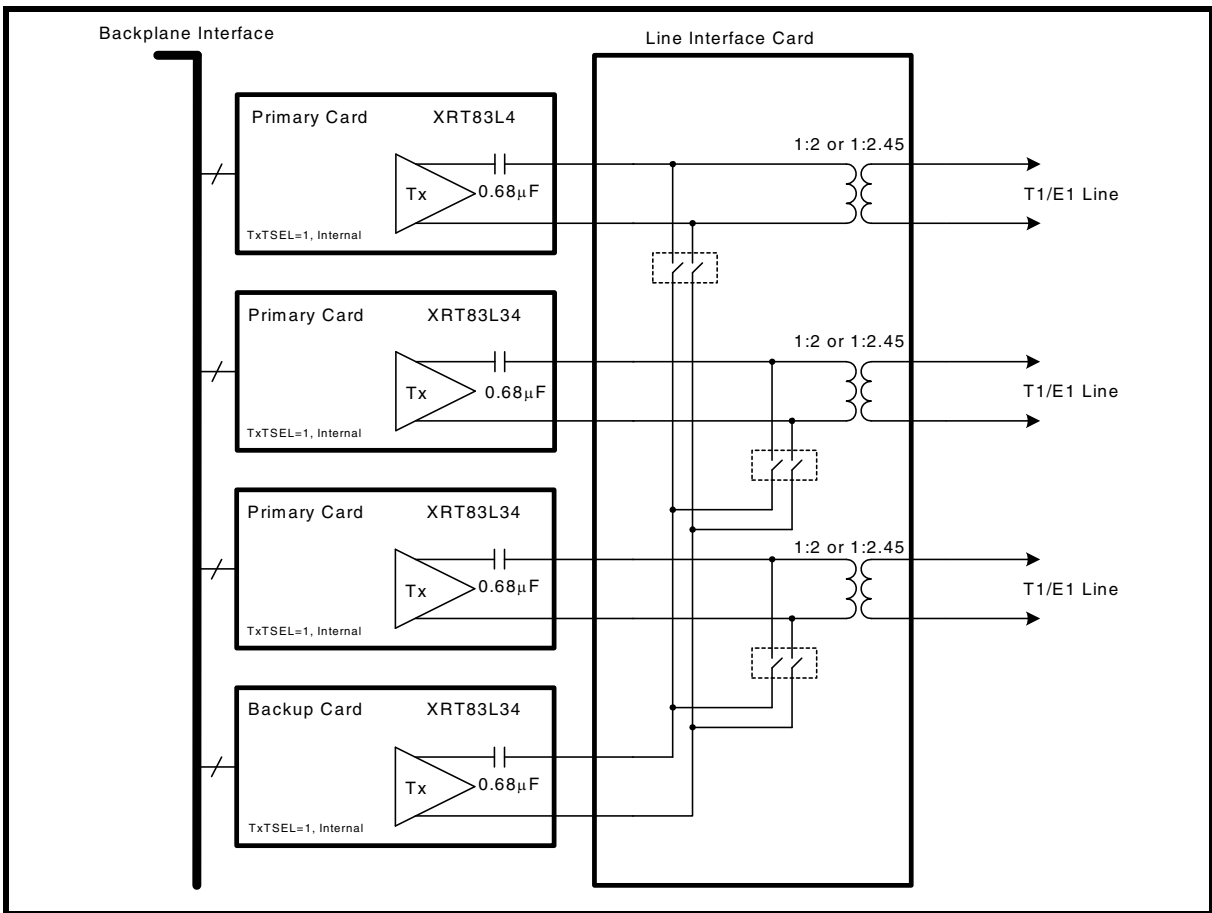 Backplane Interface
Line Interface Card
Primary Card XRT83L4
Tx
0.68μF
TxTSEL=1, Internal
1:2 or 1:2.45
T1/E1 Line
Primary Card XRT83L34
Tx
0.68μF
TxTSEL=1, Internal
1:2 or 1:2.45
T1/E1 Line
Primary Card XRT83L34
Tx
0.68μF
TxTSEL=1, Internal
1:2 or 1:2.45
T1/E1 Line
Backup Card XRT83L34
Tx
0.68μF
TxTSEL=1, Internal